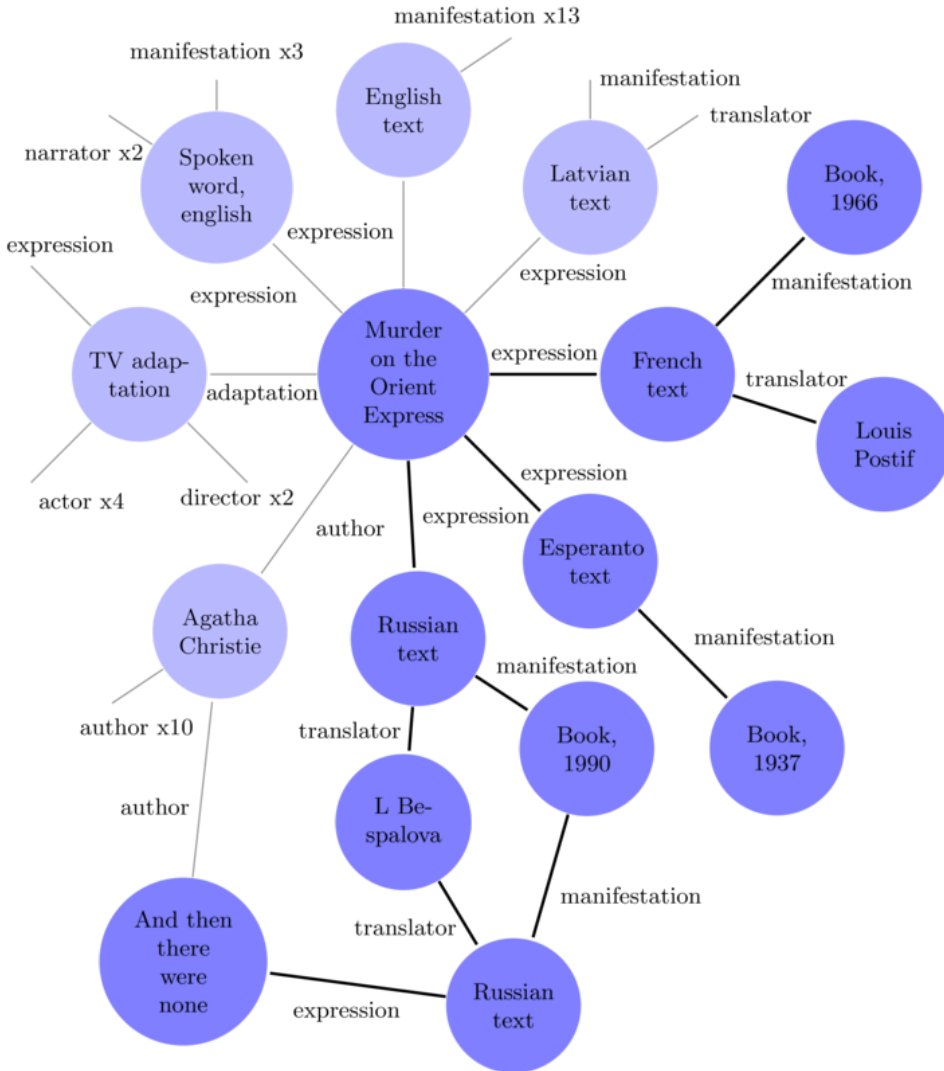 manifestation x13
manifestation x3
manifestation
English
text
translator
narrator x2
Spoken
word,
english
Latvian
text
Book,
1966
expression
expression
expression
expression
manifestation
Murder
on the
Orient
Express
TV adap-
tation
adaptation
expression
French
text
translator
Louis
Postif
actor x4
director x2
expression
expression
author
Esperanto
text
Agatha
Christie
Russian
text
manifestation
manifestation
author x10
translator
Book,
1990
Book,
1937
author
L Be-
spalova
manifestation
translator
And then
there
were
none
expression
Russian
text